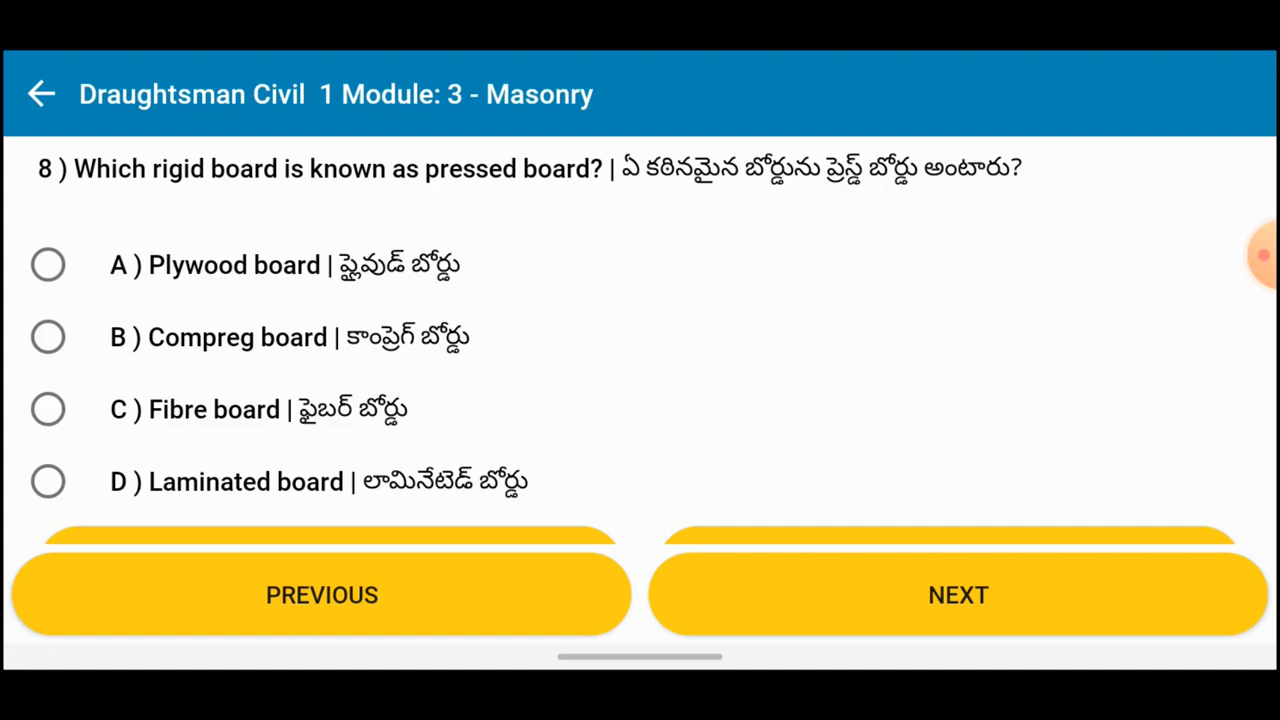 Draughtsman Civil 1 Module: 3 - Masonry
8 ) Which rigid board is known as pressed board? | ఏ కఠినమైన బోర్డును ప్రెస్డ్ బోర్డు అంటారు?
A ) Plywood board | ప్లైవుడ్ బోర్డు
B ) Compreg board | కాంప్రెగ్ బోర్డు
C ) Fibre board | ఫైబర్ బోర్డు
D ) Laminated board | లామినేటెడ్ బోర్డు
PREVIOUS
NEXT